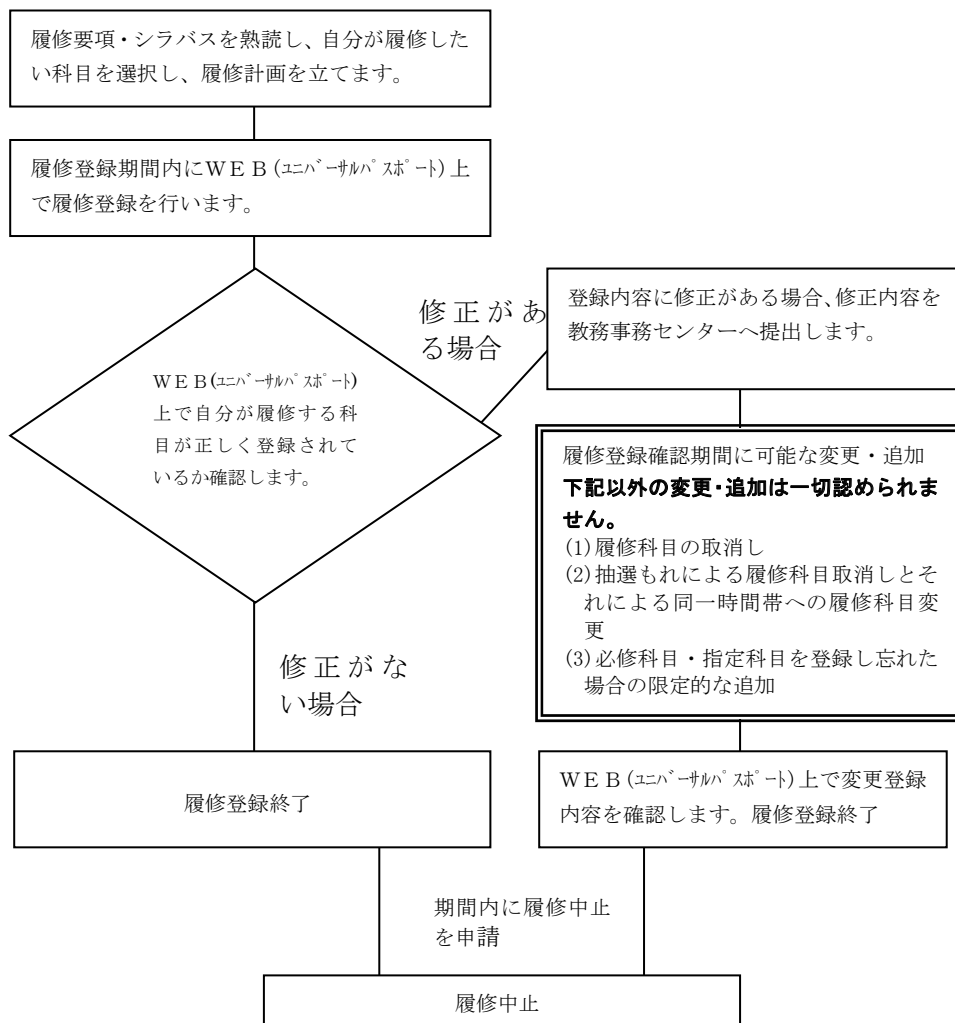 履修要項・シラバスを熟読し、自分が履修した
い科目を選択し、履修計画を立てます。
履修登録期間内にＷＥＢ(ﾕﾆﾊﾞｰｻﾙﾊﾟｽﾎﾟｰﾄ)上
で履修登録を行います。
修正があ
る場合
登録内容に修正がある場合、修正内容を
教務事務センターへ提出します。
ＷＥＢ(ﾕﾆﾊﾞｰｻﾙﾊﾟｽﾎﾟｰﾄ)
上で自分が履修する科
目が正しく登録されて
いるか確認します。
履修登録確認期間に可能な変更・追加
下記以外の変更・追加は一切認められま
せん。
(1)履修科目の取消し
(2)抽選もれによる履修科目取消しとそ
れによる同一時間帯への履修科目変
更
(3)必修科目・指定科目を登録し忘れた
場合の限定的な追加
修正がな
い場合
履修登録終了
ＷＥＢ(ﾕﾆﾊﾞｰｻﾙﾊﾟｽﾎﾟｰﾄ)上で変更登録
内容を確認します。履修登録終了
期間内に履修中止
を申請
履修中止